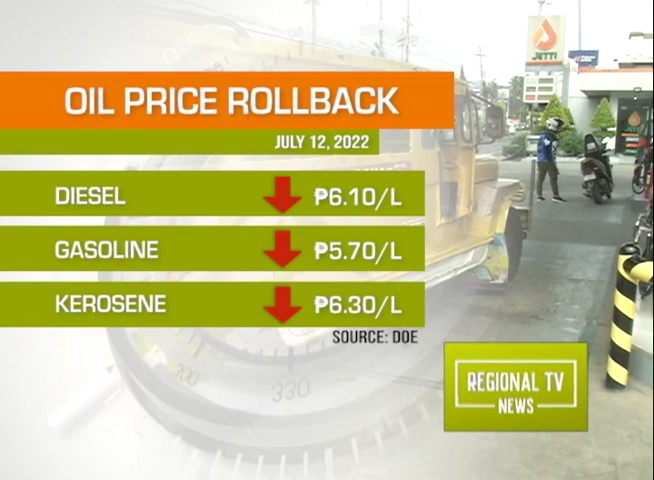 OIL PRICE ROLLBACK
JULY 12, 2022
DIESEL ₱6.10/L
GASOLINE ₱5.70/L
KEROSENE ₱6.30/L
SOURCE: DOE
REGIONAL TV
NEWS
JETTI
300
330